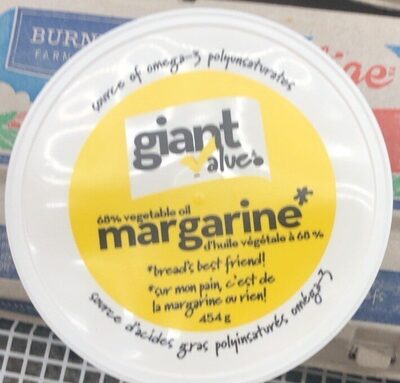 BURN
FARM
source of omega-3 polyunsaturates
giant
value
68% vegetable oil
margarine*
d'huile végétale à 68 %
*bread's best friend!
*sur mon pain, c'est de
la margarine ou rien!
454 g
source d'acides gras polyinsaturés oméga-3